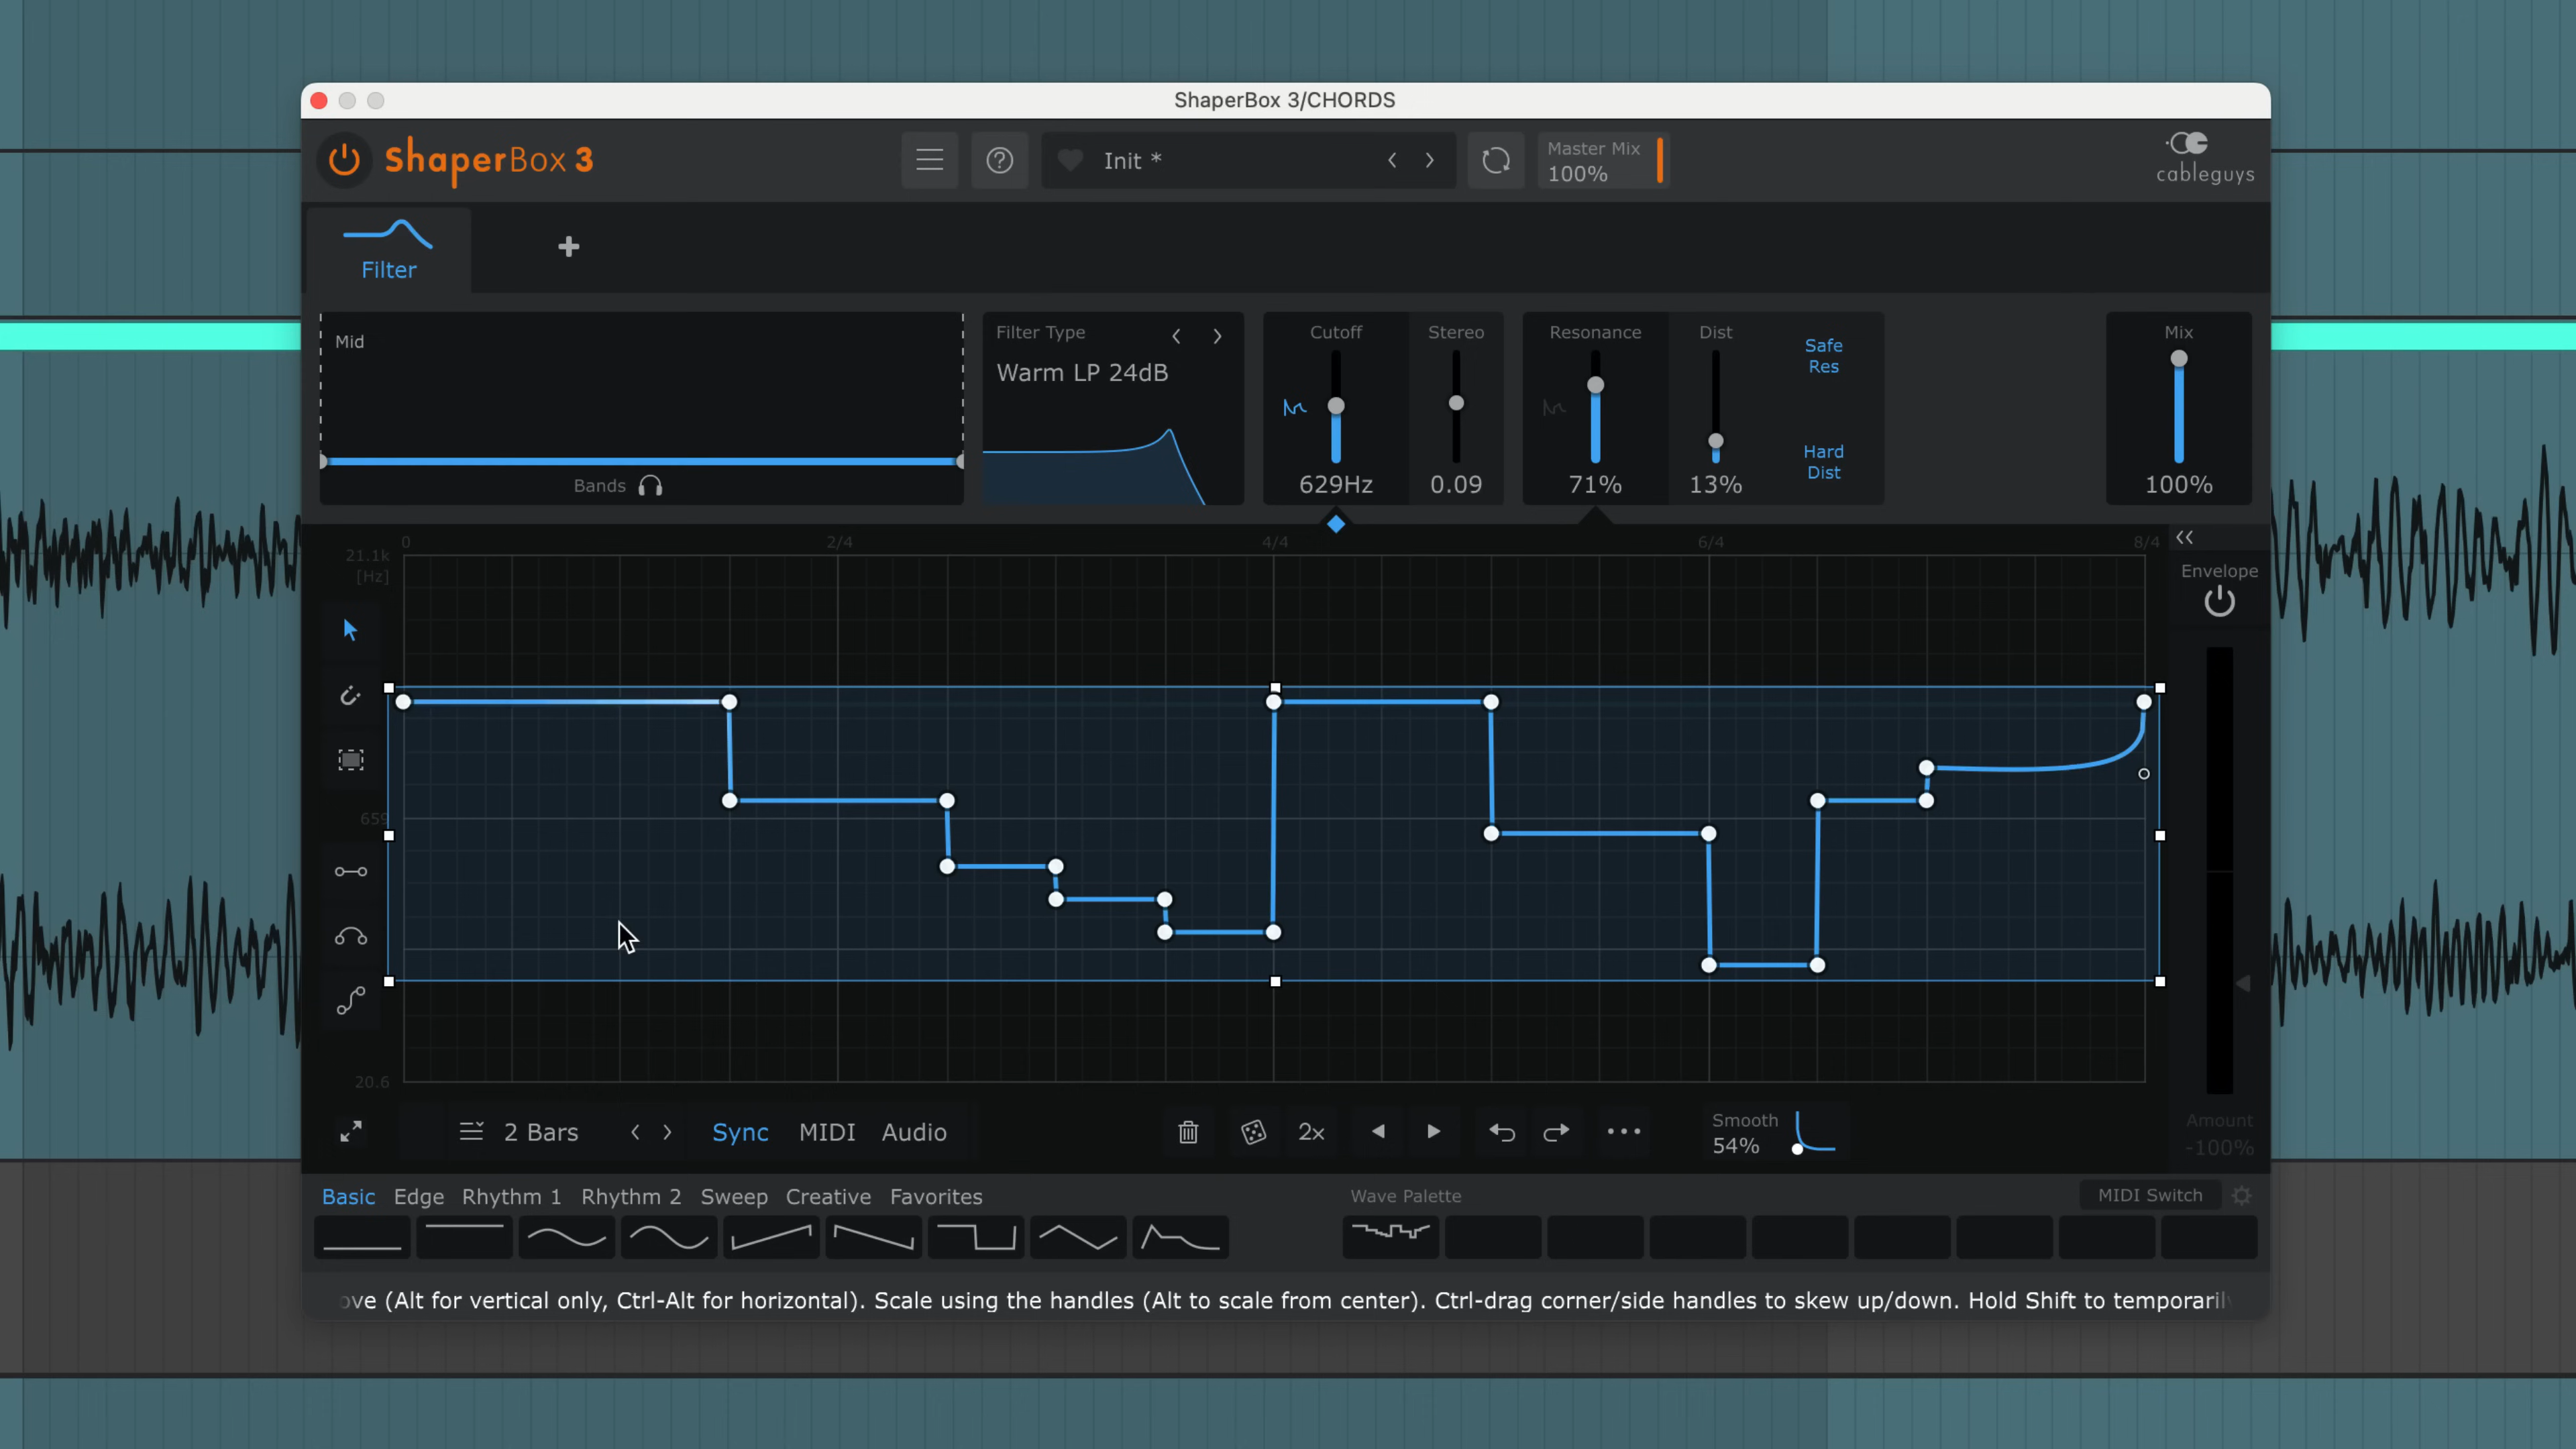 ShaperBox 3/CHORDS
ShaperBox 3
Init *
Master Mix
100%
cableguys
Filter
Mid
Bands
Filter Type
Warm LP 24dB
Cutoff
629Hz
Stereo
0.09
Resonance
71%
Dist
13%
Safe
Res
Hard
Dist
Mix
100%
0
2/4
4/4
6/4
8/4
21.1k
[Hz]
659
20.6
Envelope
Amount
-100%
2 Bars
Sync
MIDI
Audio
2x
Smooth
54%
Basic Edge Rhythm 1 Rhythm 2 Sweep Creative Favorites
Wave Palette
MIDI Switch
ove (Alt for vertical only, Ctrl-Alt for horizontal). Scale using the handles (Alt to scale from center). Ctrl-drag corner/side handles to skew up/down. Hold Shift to temporaril